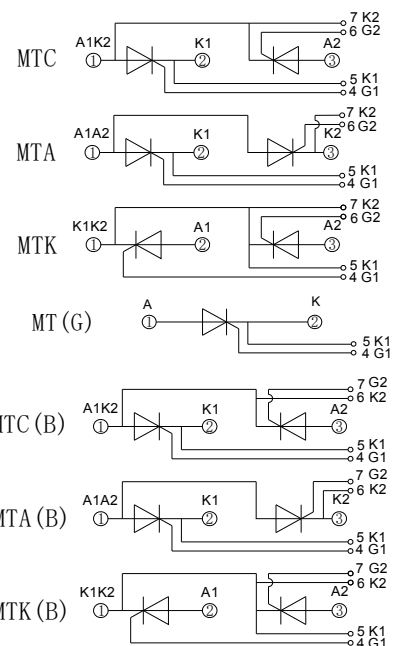 7 K2
6 G2
A1K2 K1 A2
MTC ① ② ③
5 K1
4 G1
7 K2
6 G2
A1A2 K1 K2
MTA ① ② ③
5 K1
4 G1
7 K2
6 G2
K1K2 A1 A2
MTK ① ② ③
5 K1
4 G1
A K
MT(G) ① ②
5 K1
4 G1
7 G2
6 K2
A1K2 K1 A2
MTC(B) ① ② ③
5 K1
4 G1
7 G2
6 K2
A1A2 K1 K2
MTA(B) ① ② ③
5 K1
4 G1
7 G2
6 K2
K1K2 A1 A2
MTK(B) ① ② ③
5 K1
4 G1